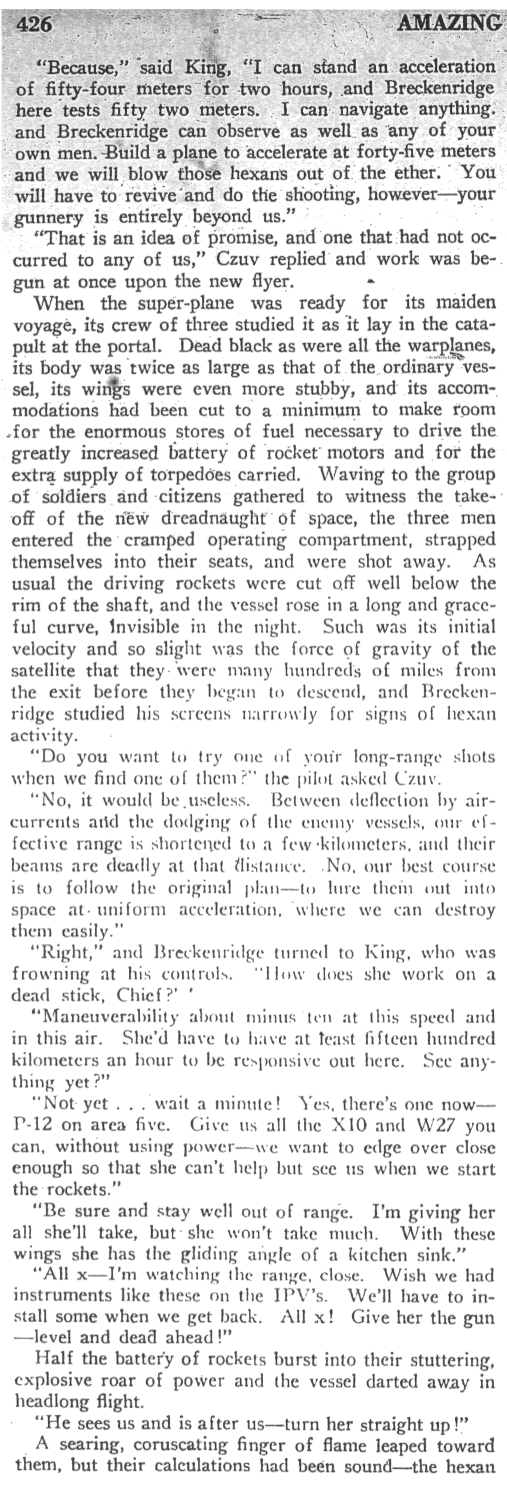 426 AMAZING
“Because,” said King, “I can stand an acceleration
of fifty-four meters for two hours, and Breckenridge
here tests fifty two meters. I can navigate anything.
and Breckenridge can observe as well as any of your
own men. Build a plane to accelerate at forty-five meters
and we will blow those hexans out of the ether. You
will have to revive and do the shooting, however—your
gunnery is entirely beyond us.”
“That is an idea of promise, and one that had not oc-
curred to any of us,” Czuv replied and work was be-
gun at once upon the new flyer.
When the super-plane was ready for its maiden
voyage, its crew of three studied it as it lay in the cata-
pult at the portal. Dead black as were all the warplanes,
its body was twice as large as that of the ordinary ves-
sel, its wings were even more stubby, and its accom-
modations had been cut to a minimum to make room
for the enormous stores of fuel necessary to drive the
greatly increased battery of rocket motors and for the
extra supply of torpedoes carried. Waving to the group
of soldiers and citizens gathered to witness the take-
off of the new dreadnaught of space, the three men
entered the cramped operating compartment, strapped
themselves into their seats, and were shot away. As
usual the driving rockets were cut off well below the
rim of the shaft, and the vessel rose in a long and grace-
ful curve, Invisible in the night. Such was its initial
velocity and so slight was the force of gravity of the
satellite that they were many hundreds of miles from
the exit before they began to descend, and Brecken-
ridge studied his screens narrowly for signs of hexan
activity.
“Do you want to try one of your long-range shots
when we find one of them?” the pilot asked Czuv.
“No, it would be useless. Between deflection by air-
currents and the dodging of the enemy vessels, our ef-
fective range is shortened to a few kilometers, and their
beams are deadly at that distance. No, our best course
is to follow the original plan—to lure them out into
space at uniform acceleration, where we can destroy
them easily.”
“Right,” and Breckenridge turned to King, who was
frowning at his controls. “How does she work on a
dead stick, Chief?’ ’
“Maneuverability about minus ten at this speed and
in this air. She’d have to have at least fifteen hundred
kilometers an hour to be responsive out here. See any-
thing yet?”
“Not yet . . . wait a minute! Yes, there’s one now—
P-12 on area five. Give us all the X10 and W27 you
can, without using power—we want to edge over close
enough so that she can’t help but see us when we start
the rockets.”
“Be sure and stay well out of range. I’m giving her
all she’ll take, but she won’t take much. With these
wings she has the gliding angle of a kitchen sink.”
“All x—I’m watching the range, close. Wish we had
instruments like these on the IPV’s. We’ll have to in-
stall some when we get back. All x! Give her the gun
—level and dead ahead!”
Half the battery of rockets burst into their stuttering,
explosive roar of power and the vessel darted away in
headlong flight.
“He sees us and is after us—turn her straight up!”
A searing, coruscating finger of flame leaped toward
them, but their calculations had been sound—the hexan